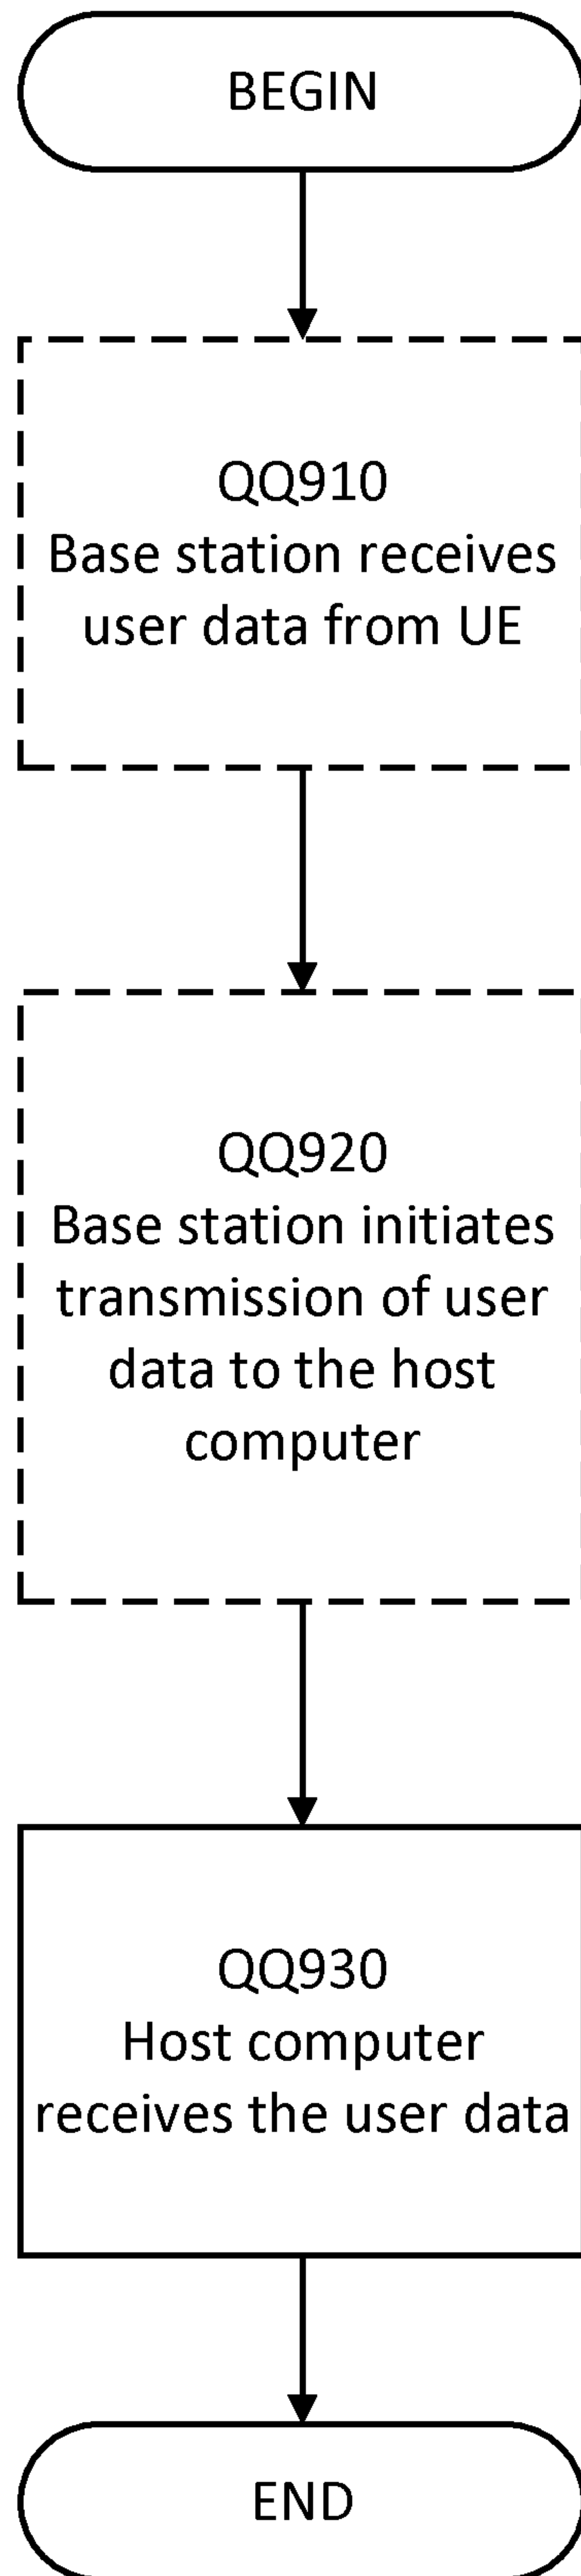 BEGIN
QQ910
Base station receives
user data from UE
QQ920
Base station initiates
transmission of user
data to the host
computer
QQ930
Host computer
receives the user data
END